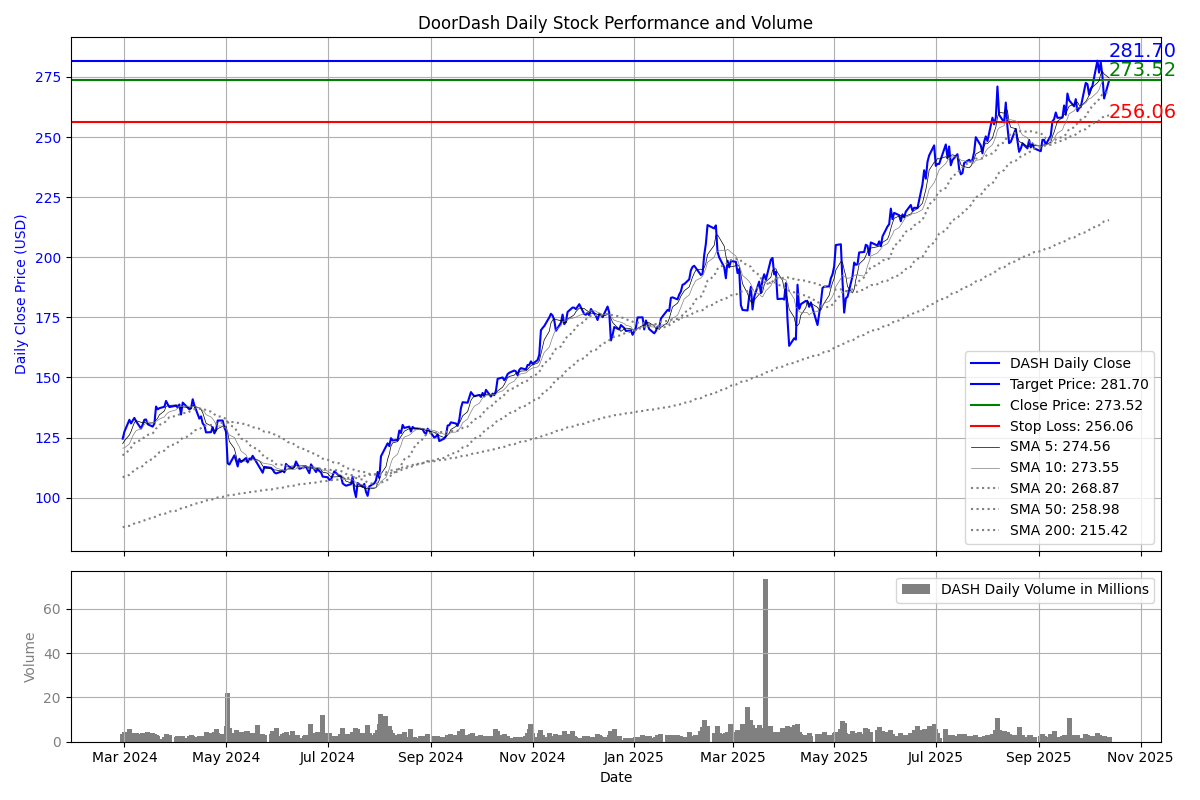 DoorDash Daily Stock Performance and Volume
281.70
273.52
256.06
275
250
225
200
175
150
125
100
Daily Close Price (USD)
DASH Daily Close
Target Price: 281.70
Close Price: 273.52
Stop Loss: 256.06
SMA 5: 274.56
SMA 10: 273.55
SMA 20: 268.87
SMA 50: 258.98
SMA 200: 215.42
DASH Daily Volume in Millions
60
40
20
0
Volume
Mar 2024 May 2024 Jul 2024 Sep 2024 Nov 2024 Jan 2025 Mar 2025 May 2025 Jul 2025 Sep 2025 Nov 2025
Date